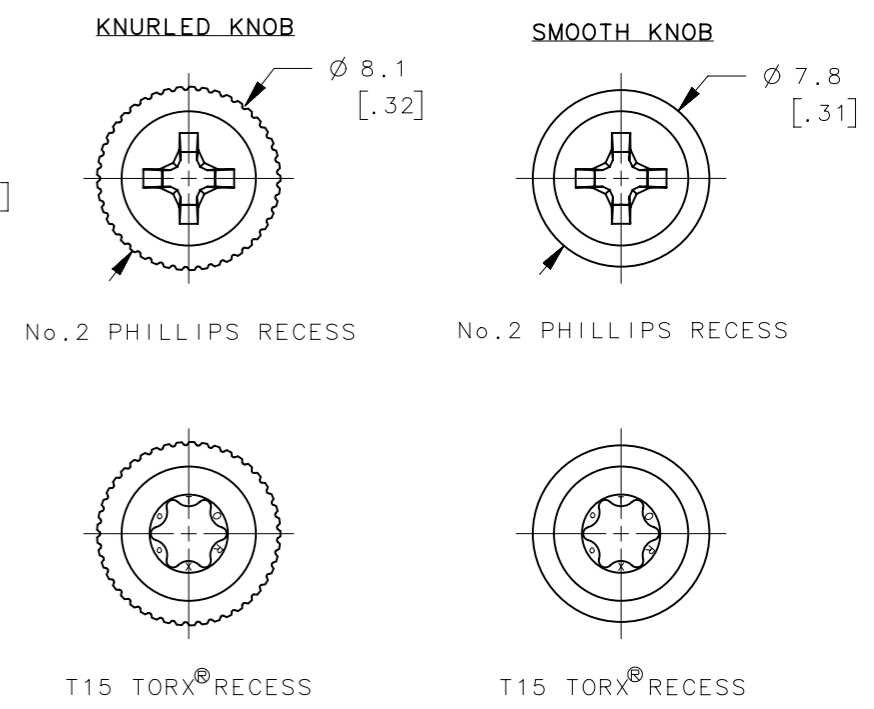 KNURLED KNOB
SMOOTH KNOB
Ø 8.1
[.32]
Ø 7.8
[.31]
]
No.2 PHILLIPS RECESS
No.2 PHILLIPS RECESS
T O R X
T O R X
T15 TORX® RECESS
T15 TORX® RECESS